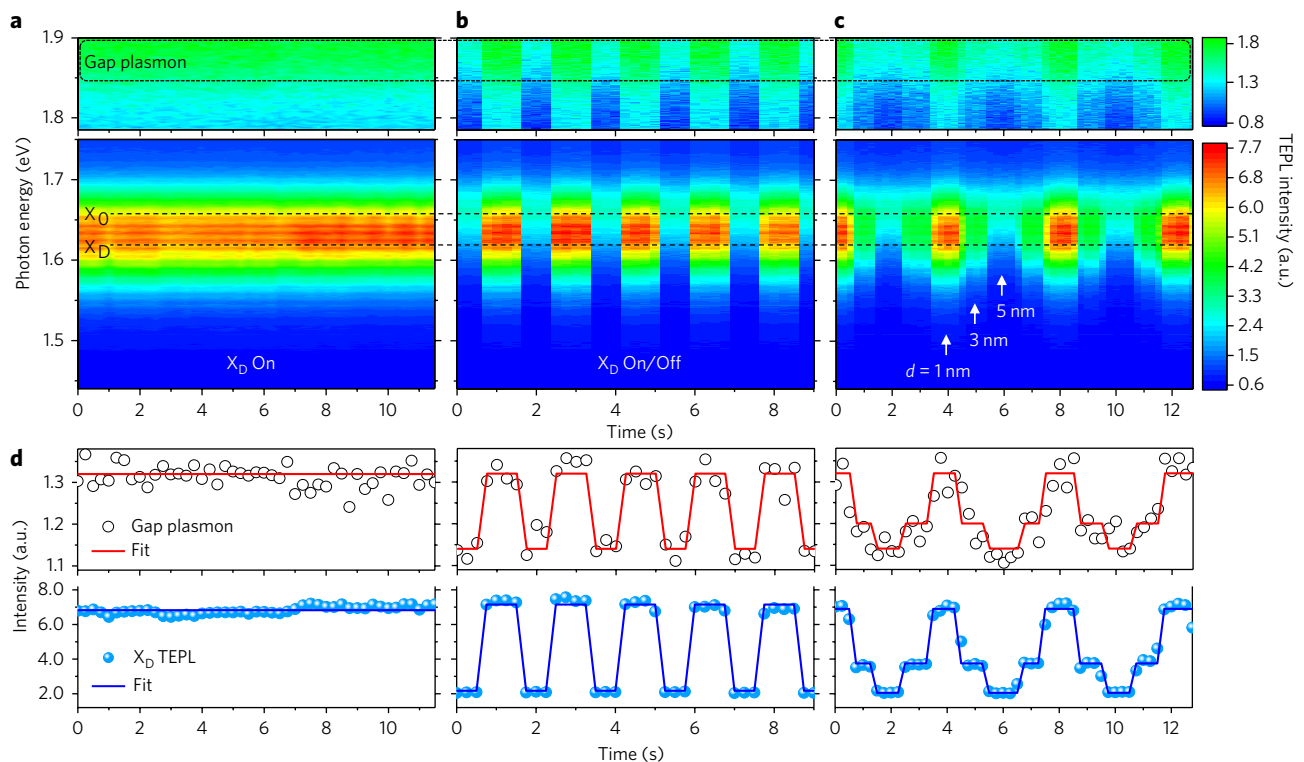 a
b
c
1.9
1.8
Gap plasmon
1.8
1.3
0.8
Photon energy (eV)
1.7
1.6
1.5
X0
XD
XD On
XD On/Off
d = 1 nm
3 nm
5 nm
7.7
6.8
6.0
5.1
4.2
3.3
2.4
1.5
0.6
TEPL intensity (a.u.)
0 2 4 6 8 10
0 2 4 6 8
0 2 4 6 8 10 12
Time (s)
d
1.3
1.2
1.1
Gap plasmon
Fit
Intensity (a.u.)
8.0
6.0
4.0
2.0
XD TEPL
Fit
0 2 4 6 8 10
0 2 4 6 8
0 2 4 6 8 10 12
Time (s)